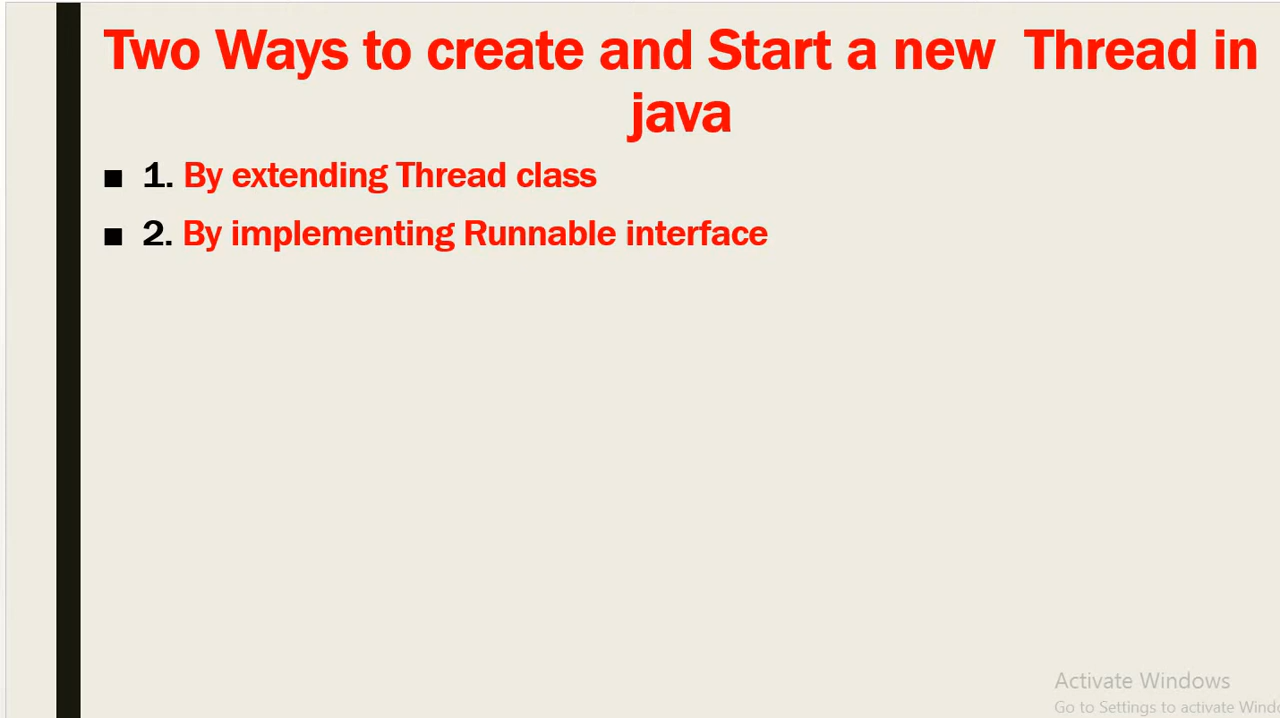 Two Ways to create and Start a new Thread in
java
■ 1. By extending Thread class
■ 2. By implementing Runnable interface
Activate Windows
Go to Settings to activate